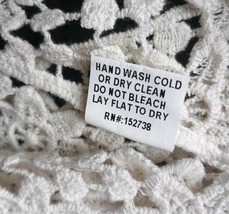 HAND WASH COLD
OR DRY CLEAN
DO NOT BLEACH
LAY FLAT TO DRY
RN#:152738